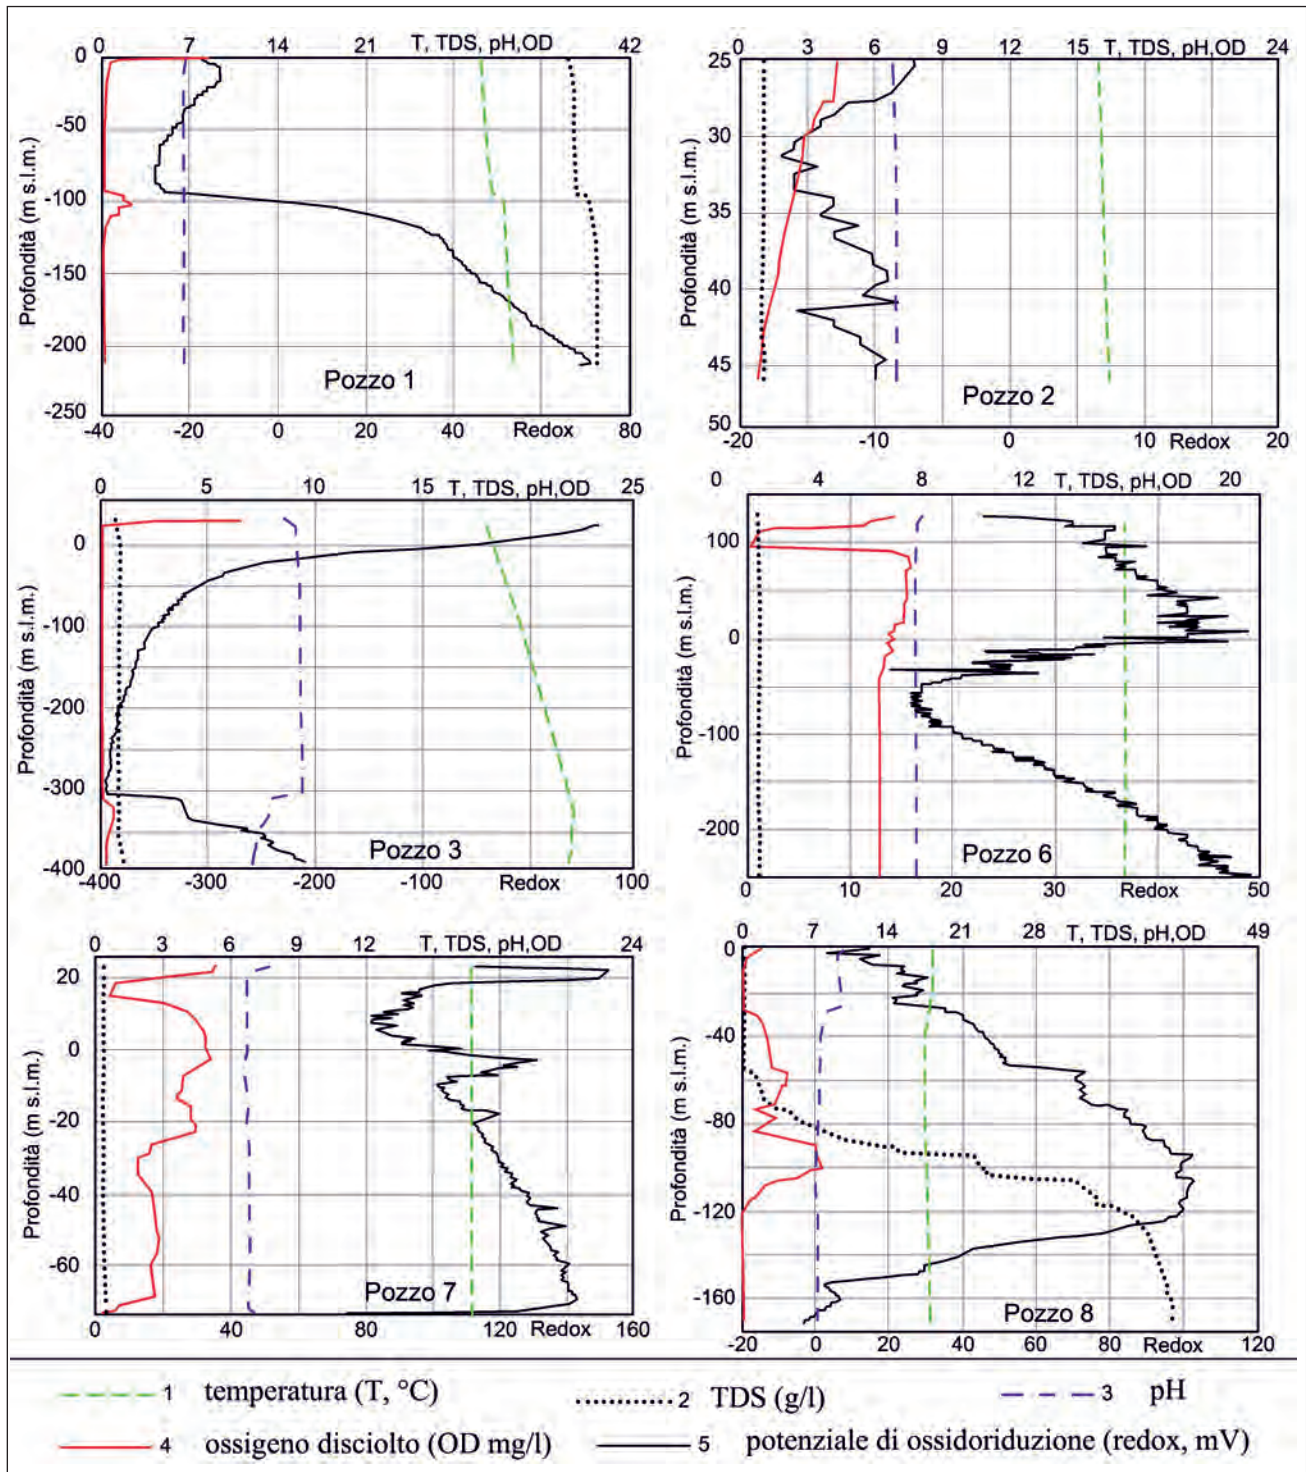 0 7 14 21 T, TDS, pH,OD 42
0
-50
-100
-150
-200
-250
Profondità (m s.l.m.)
Pozzo 1
-40 -20 0 20 40 Redox 80
0 3 6 9 12 15 T, TDS, pH,OD 24
25
30
35
40
45
50
Profondità (m s.l.m.)
Pozzo 2
-20 -10 0 10 Redox 20
0 5 10 15 T, TDS, pH,OD 25
0
-100
-200
-300
-400
Profondità (m s.l.m.)
Pozzo 3
-400 -300 -200 -100 Redox 100
0 4 8 12 T, TDS, pH,OD 20
100
0
-100
-200
Profondità (m s.l.m.)
Pozzo 6
0 10 20 30 Redox 50
0 3 6 9 12 T, TDS, pH,OD 24
20
0
-20
-40
-60
Profondità (m s.l.m.)
Pozzo 7
0 40 80 120 Redox 160
0 7 14 21 28 T, TDS, pH,OD 49
0
-40
-80
-120
-160
Profondità (m s.l.m.)
Pozzo 8
-20 0 20 40 60 80 Redox 120
1 temperatura (T, °C) 2 TDS (g/l) 3 pH
4 ossigeno disciolto (OD mg/l) 5 potenziale di ossidoriduzione (redox, mV)